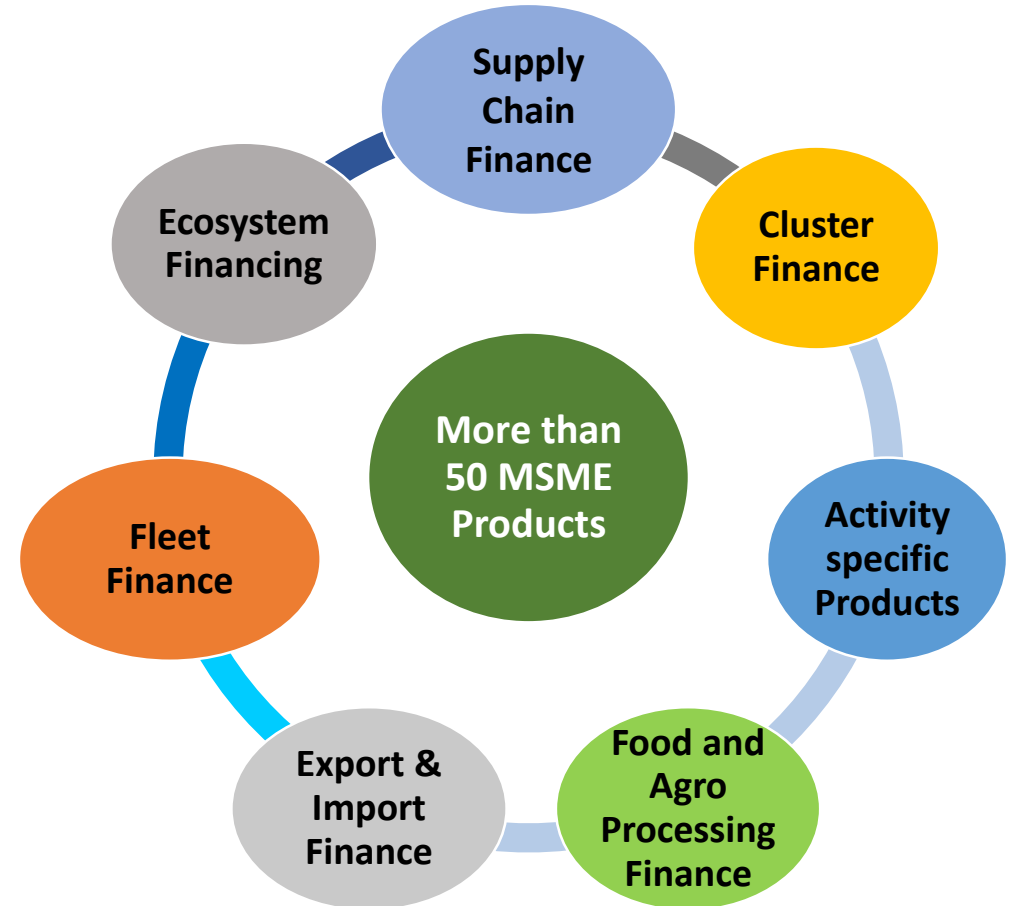 Supply
Chain
Finance
Cluster
Finance
Activity
specific
Products
Food and
Agro
Processing
Finance
Export &
Import
Finance
Fleet
Finance
Ecosystem
Financing
More than
50 MSME
Products